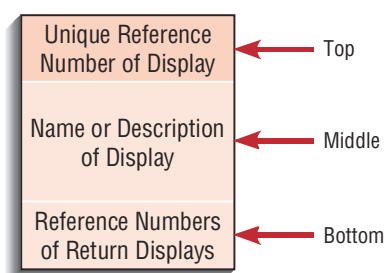 Unique Reference
Number of Display
Top
Name or Description
of Display
Middle
Reference Numbers
of Return Displays
Bottom